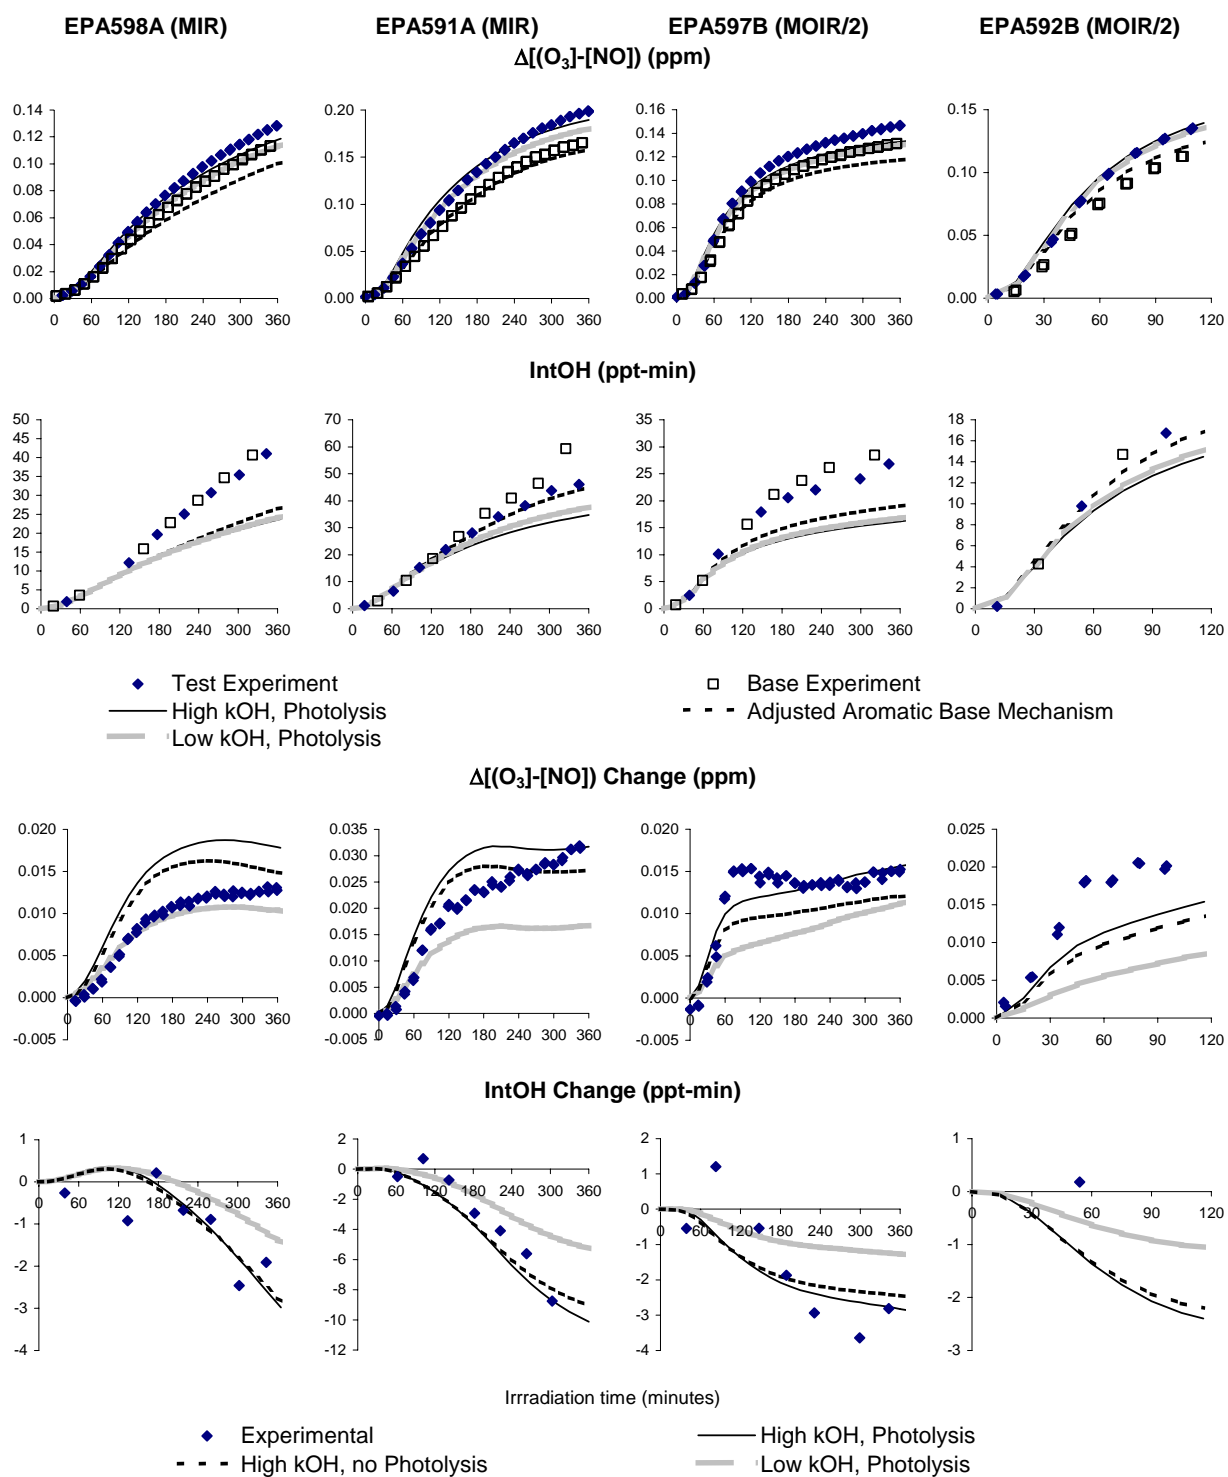 EPA598A (MIR) EPA591A (MIR) EPA597B (MOIR/2) EPA592B (MOIR/2)
Δ[(O3]-[NO]) (ppm)
0.14 0.12 0.10 0.08 0.06 0.04 0.02 0.00
0 60 120 180 240 300 360
0.20 0.15 0.10 0.05 0.00
0 60 120 180 240 300 360
0.16 0.14 0.12 0.10 0.08 0.06 0.04 0.02 0.00
0 60 120 180 240 300 360
0.15 0.10 0.05 0.00
0 30 60 90 120
IntOH (ppt-min)
50 45 40 35 30 25 20 15 10 5 0
0 60 120 180 240 300 360
70 60 50 40 30 20 10 0
0 60 120 180 240 300 360
35 30 25 20 15 10 5 0
0 60 120 180 240 300 360
18 16 14 12 10 8 6 4 2 0
0 30 60 90 120
Test Experiment Base Experiment
High kOH, Photolysis Adjusted Aromatic Base Mechanism
Low kOH, Photolysis
Δ[(O3]-[NO]) Change (ppm)
0.020 0.015 0.010 0.005 0.000 -0.005
0 60 120 180 240 300 360
0.035 0.030 0.025 0.020 0.015 0.010 0.005 0.000 -0.005
0 60 120 180 240 300 360
0.020 0.015 0.010 0.005 0.000 -0.005
0 60 120 180 240 300 360
0.025 0.020 0.015 0.010 0.005 0.000
0 30 60 90 120
IntOH Change (ppt-min)
1 0 -1 -2 -3 -4
0 60 120 180 240 300 360
2 0 -2 -4 -6 -8 -10 -12
0 60 120 180 240 300 360
2 1 0 -1 -2 -3 -4
0 60 120 180 240 300 360
1 0 -1 -2 -3
0 30 60 90 120
Irrradiation time (minutes)
Experimental High kOH, Photolysis
High kOH, no Photolysis Low kOH, Photolysis